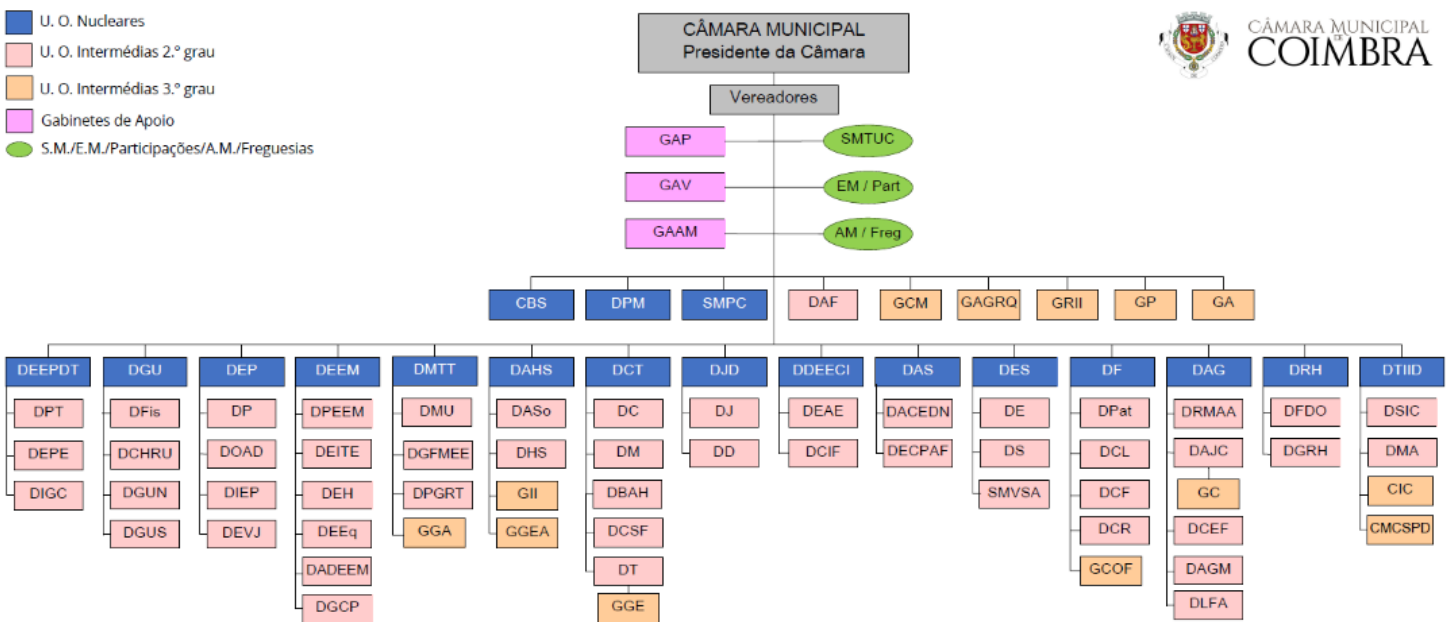 U. O. Nucleares
U. O. Intermédias 2.º grau
U. O. Intermédias 3.º grau
Gabinetes de Apoio
S.M./E.M./Participações/A.M./Freguesias
CÂMARA MUNICIPAL
Presidente da Câmara
CÂMARA MUNICIPAL
DE
COIMBRA
Vereadores
GAP SMTUC
GAV EM / Part
GAAM AM / Freg
CBS DPM SMPC DAF GCM GAGRQ GRII GP GA
DEEPDT DGU DEP DEEM DMTT DAHS DCT DJD DDEECI DAS DES DF DAG DRH DTIID
DPT DFis DP DPEEM DMU DASo DC DJ DEAE DACEDN DE DPat DRMAA DFDO DSIC
DEPE DCHRU DOAD DEITE DGFMEE DHS DM DD DCIF DECPAF DS DCL DAJC DGRH DMA
DIGC DGUN DIEP DEH DPGRT GII DBAH SMVSA DCF GC CIC
DGUS DEVJ DEEq GGA GGEA DCSF DCR DCEF CMCSPD
DADEEM DT GCOF DAGM
DGCP GGE DLFA